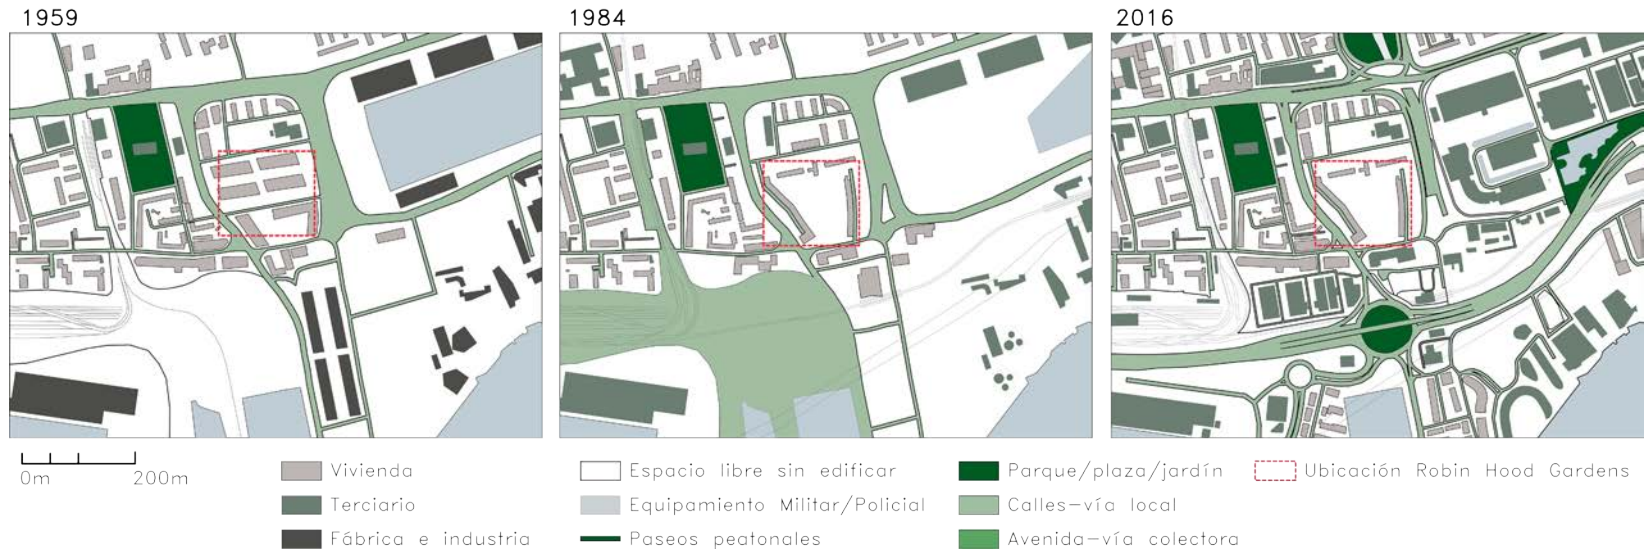 1959
1984
2016
0m 200m
Vivienda
Terciario
Fábrica e industria
Espacio libre sin edificar
Equipamiento Militar/Policial
Paseos peatonales
Parque/plaza/jardín
Calles-vía local
Avenida-vía colectora
Ubicación Robin Hood Gardens